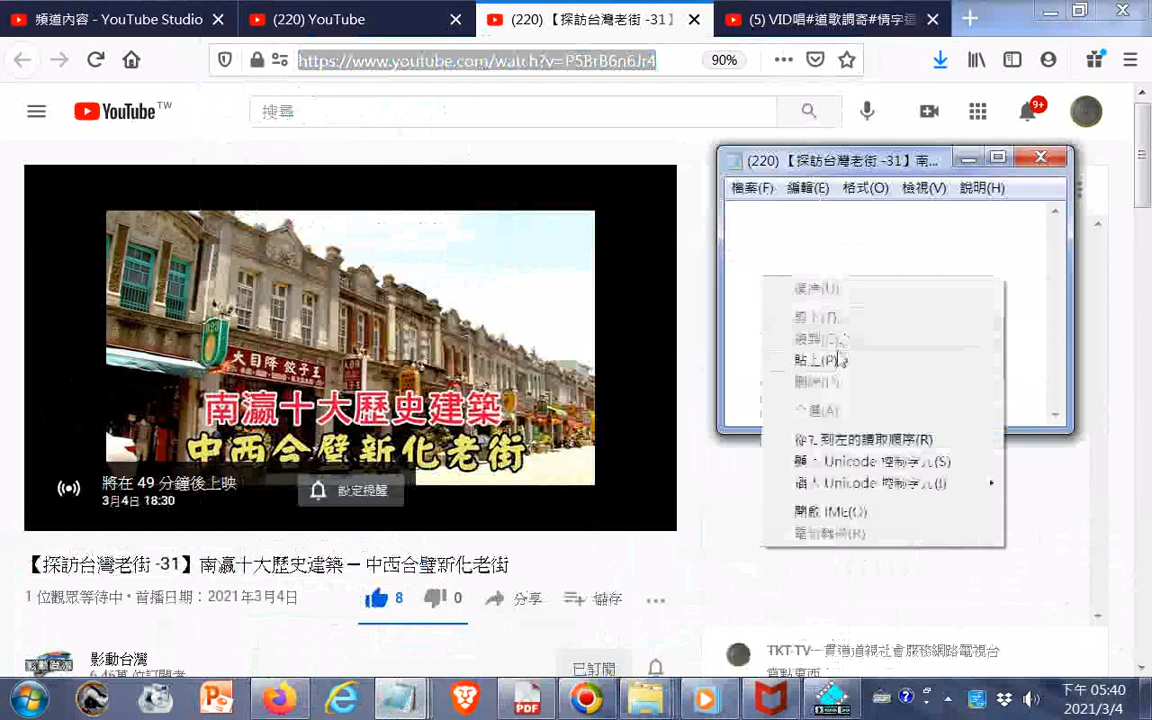 頻道內容 - YouTube Studio
(220) YouTube
(220) 【探訪台灣老街 -31】
(5) VID唱#道歌調寄#情字這
https://www.youtube.com/watch?v=P5BrB6n6Jr4
90%
YouTube TW
搜尋
9+
(220) 【探訪台灣老街 -31】南...
檔案(F) 編輯(E) 格式(O) 檢視(V) 說明(H)
復原(U)
剪下(T)
複製(C)
貼上(P)
刪除(D)
全選(A)
從右到左的讀取順序(R)
顯示 Unicode 控制字元(S)
插入 Unicode 控制字元(I)
開啟 IME(O)
大目降 餃子王
南瀛十大歷史建築
中西合璧新化老街
將在 49 分鐘後上映
3月4日 18:30
設定提醒
【探訪台灣老街 -31】南瀛十大歷史建築 — 中西合璧新化老街
1 位觀眾等待中 • 首播日期：2021年3月4日
8
0
分享
儲存
影動台灣
已訂閱
TKT TV—貫道道親社會服務網路電視台
下午 05:40
2021/3/4